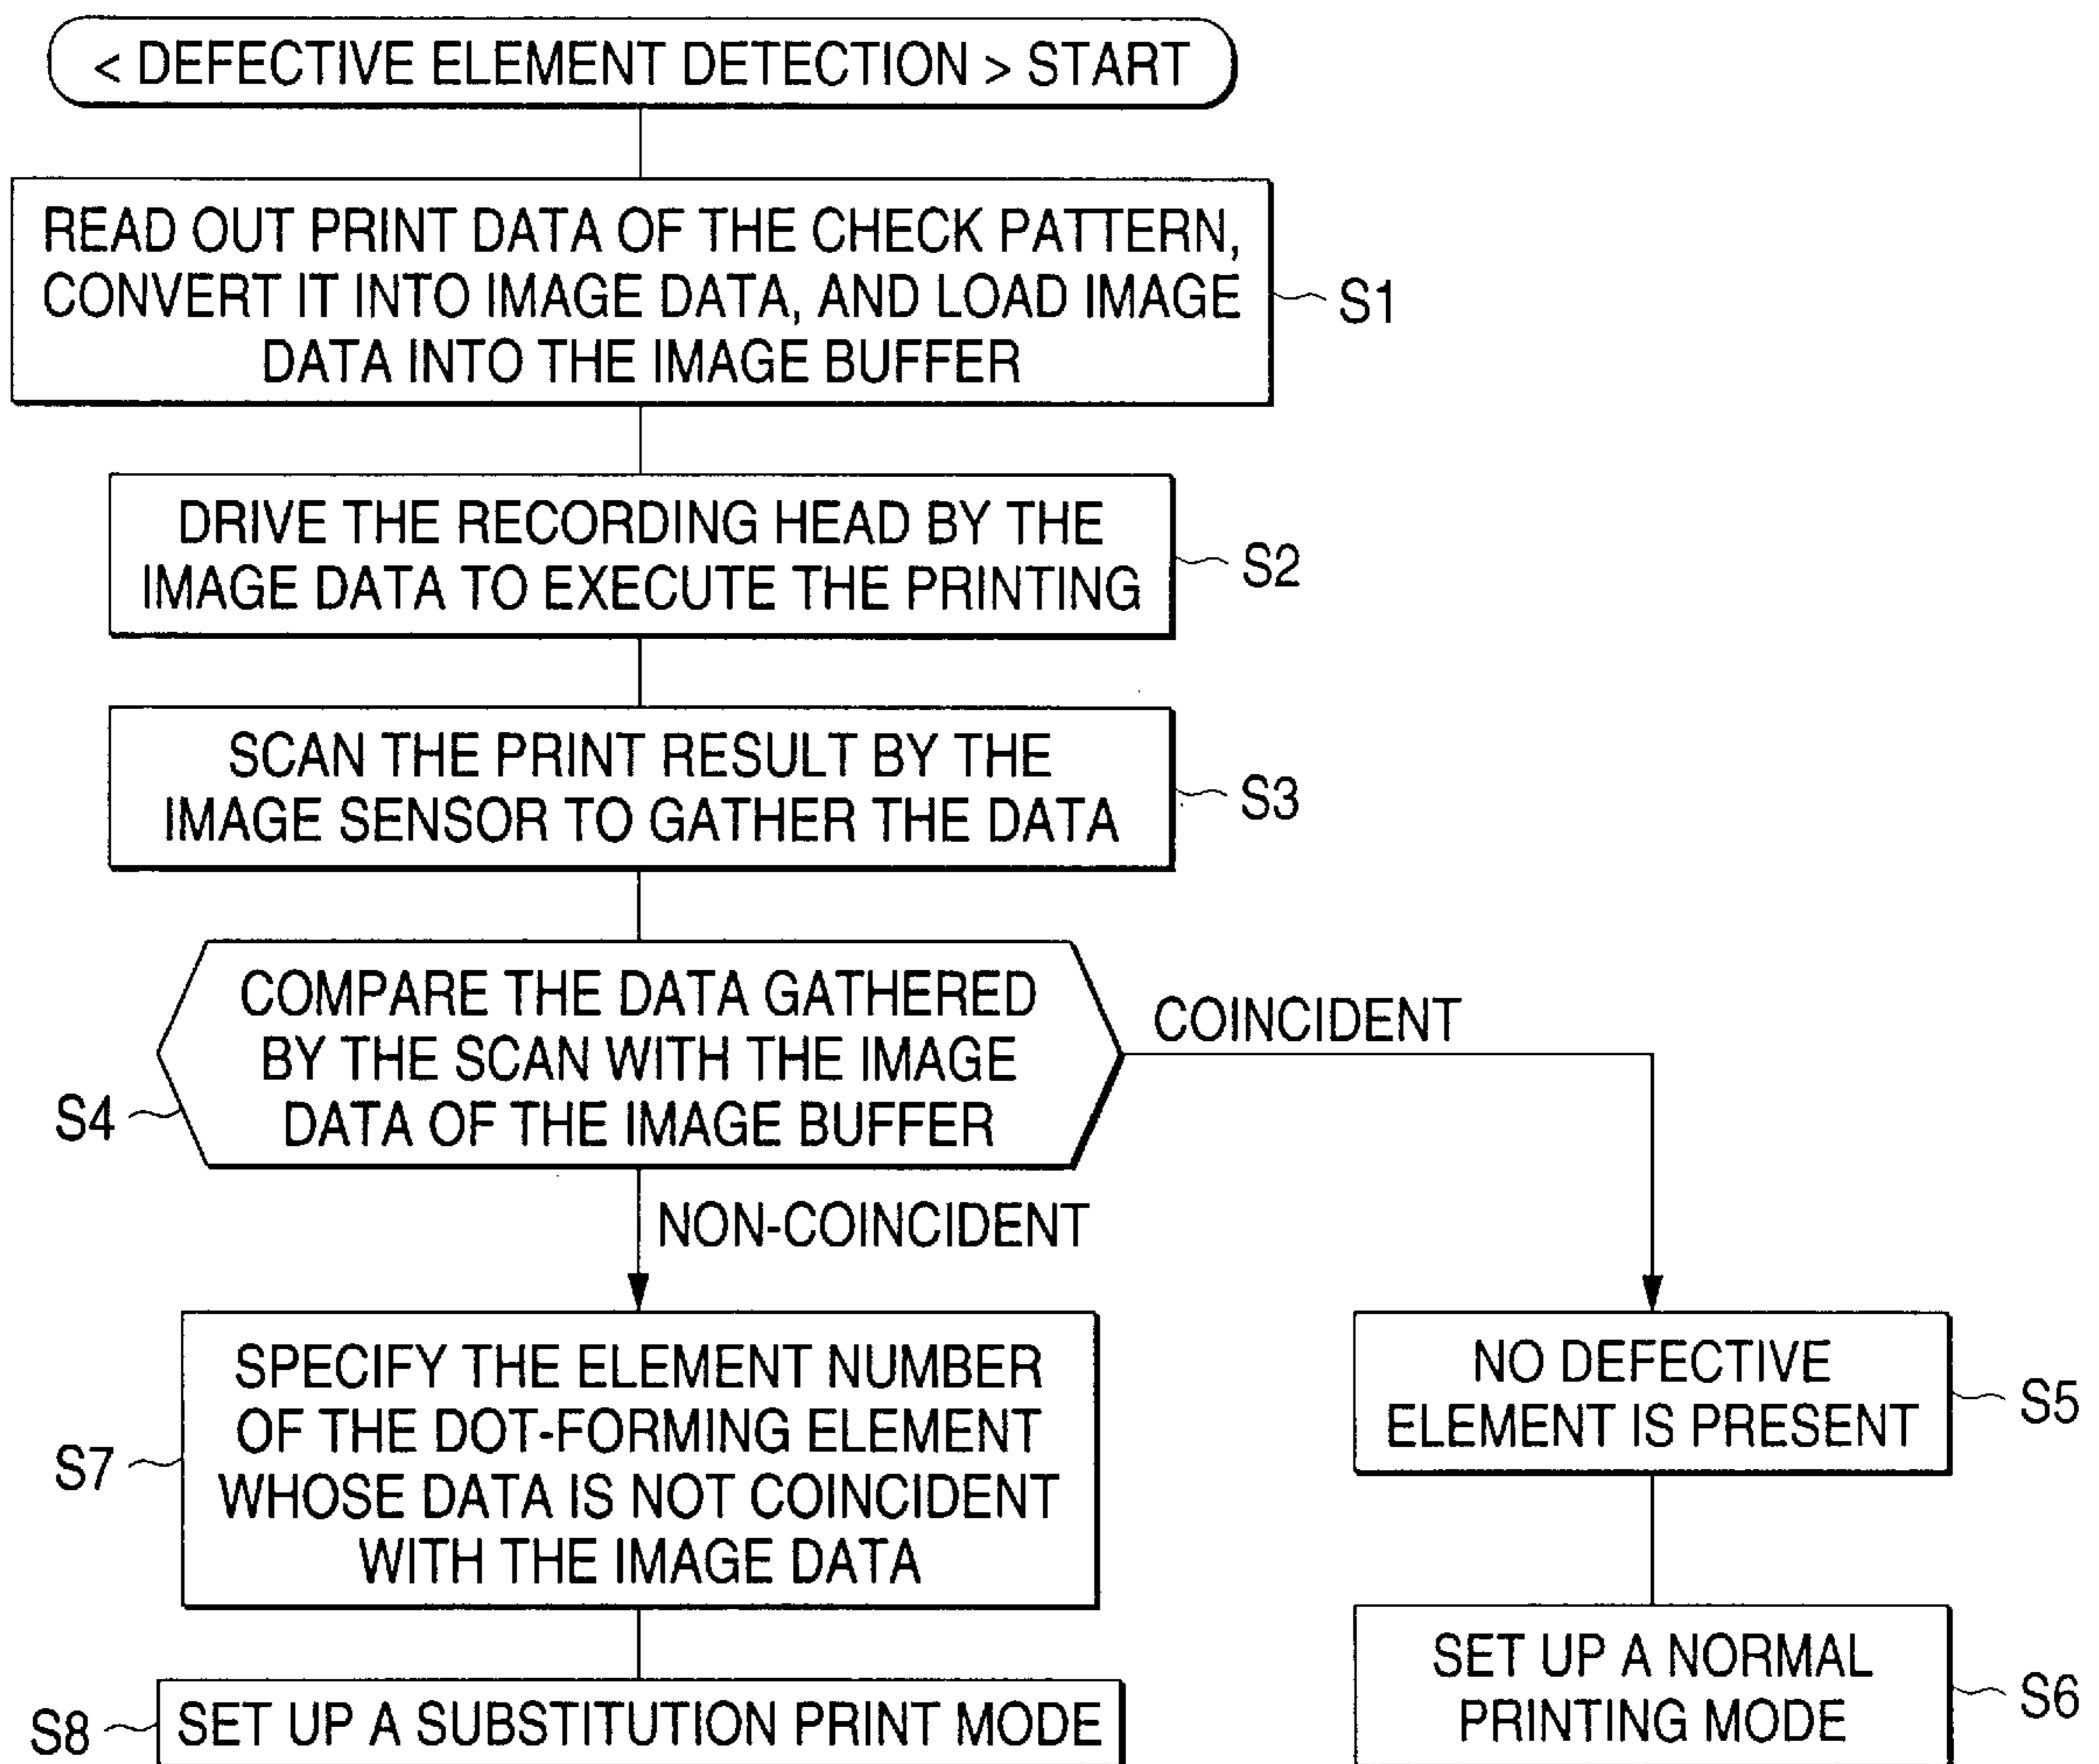 < DEFECTIVE ELEMENT DETECTION > START
READ OUT PRINT DATA OF THE CHECK PATTERN,
CONVERT IT INTO IMAGE DATA, AND LOAD IMAGE
DATA INTO THE IMAGE BUFFER
S1
DRIVE THE RECORDING HEAD BY THE
IMAGE DATA TO EXECUTE THE PRINTING
S2
SCAN THE PRINT RESULT BY THE
IMAGE SENSOR TO GATHER THE DATA
S3
COMPARE THE DATA GATHERED
BY THE SCAN WITH THE IMAGE
DATA OF THE IMAGE BUFFER
S4
COINCIDENT
NON-COINCIDENT
SPECIFY THE ELEMENT NUMBER
OF THE DOT-FORMING ELEMENT
WHOSE DATA IS NOT COINCIDENT
WITH THE IMAGE DATA
S7
NO DEFECTIVE
ELEMENT IS PRESENT
S5
S8
SET UP A SUBSTITUTION PRINT MODE
SET UP A NORMAL
PRINTING MODE
S6